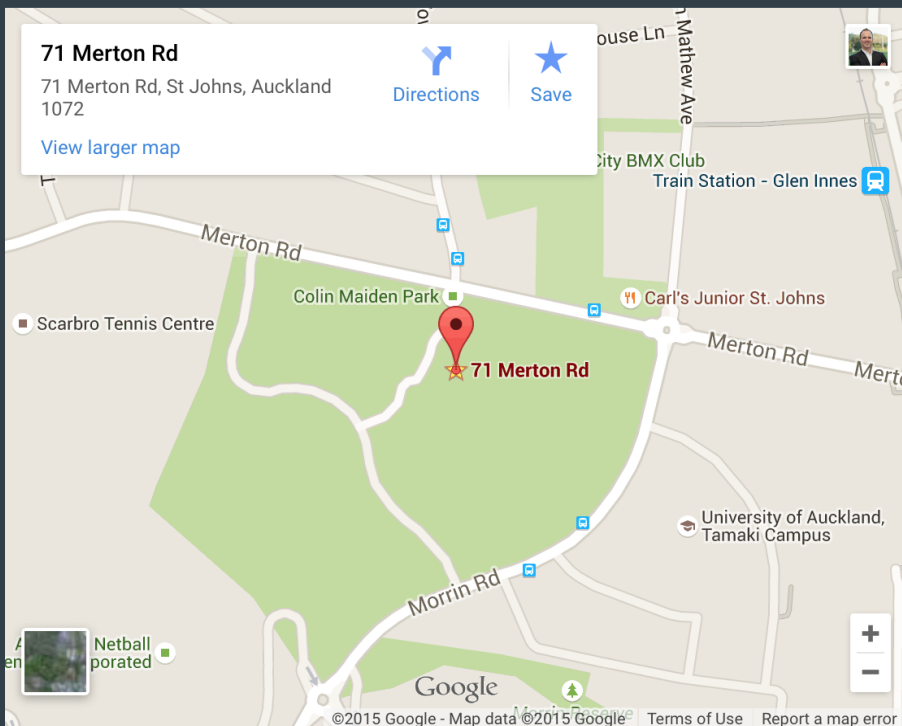 71 Merton Rd
71 Merton Rd, St Johns, Auckland
1072
Directions
Save
View larger map
ouse Ln
Mathew Ave
City BMX Club
Train Station - Glen Innes
Merton Rd
Colin Maiden Park
Carl's Junior St. Johns
Scarbro Tennis Centre
Merton Rd
71 Merton Rd
University of Auckland,
Tamaki Campus
Morrin Rd
Netball
porated
+
−
Google
©2015 Google - Map data ©2015 Google
Terms of Use
Report a map error